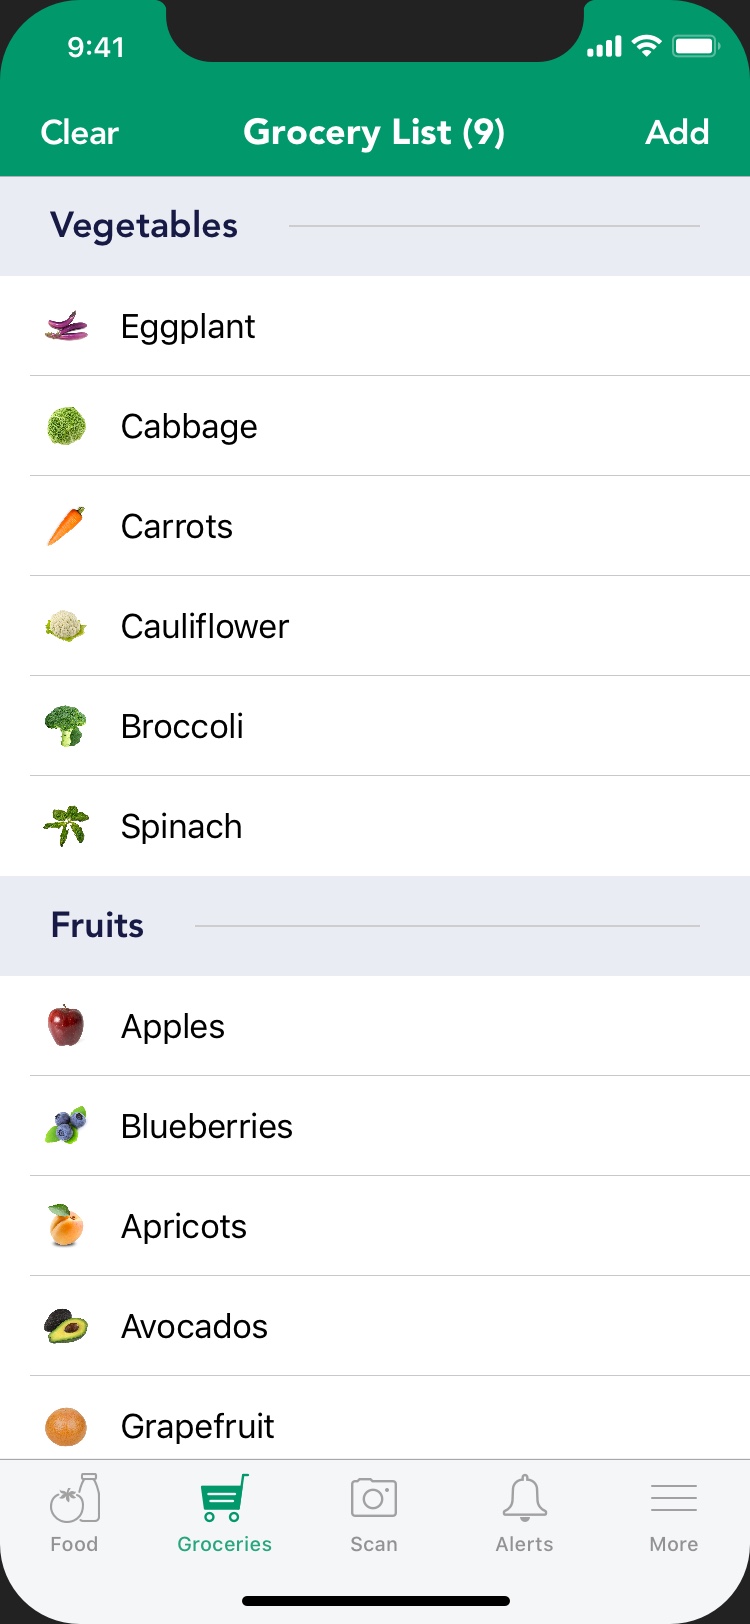 9:41
Clear Grocery List (9) Add
Vegetables
Eggplant
Cabbage
Carrots
Cauliflower
Broccoli
Spinach
Fruits
Apples
Blueberries
Apricots
Avocados
Grapefruit
Food Groceries Scan Alerts More